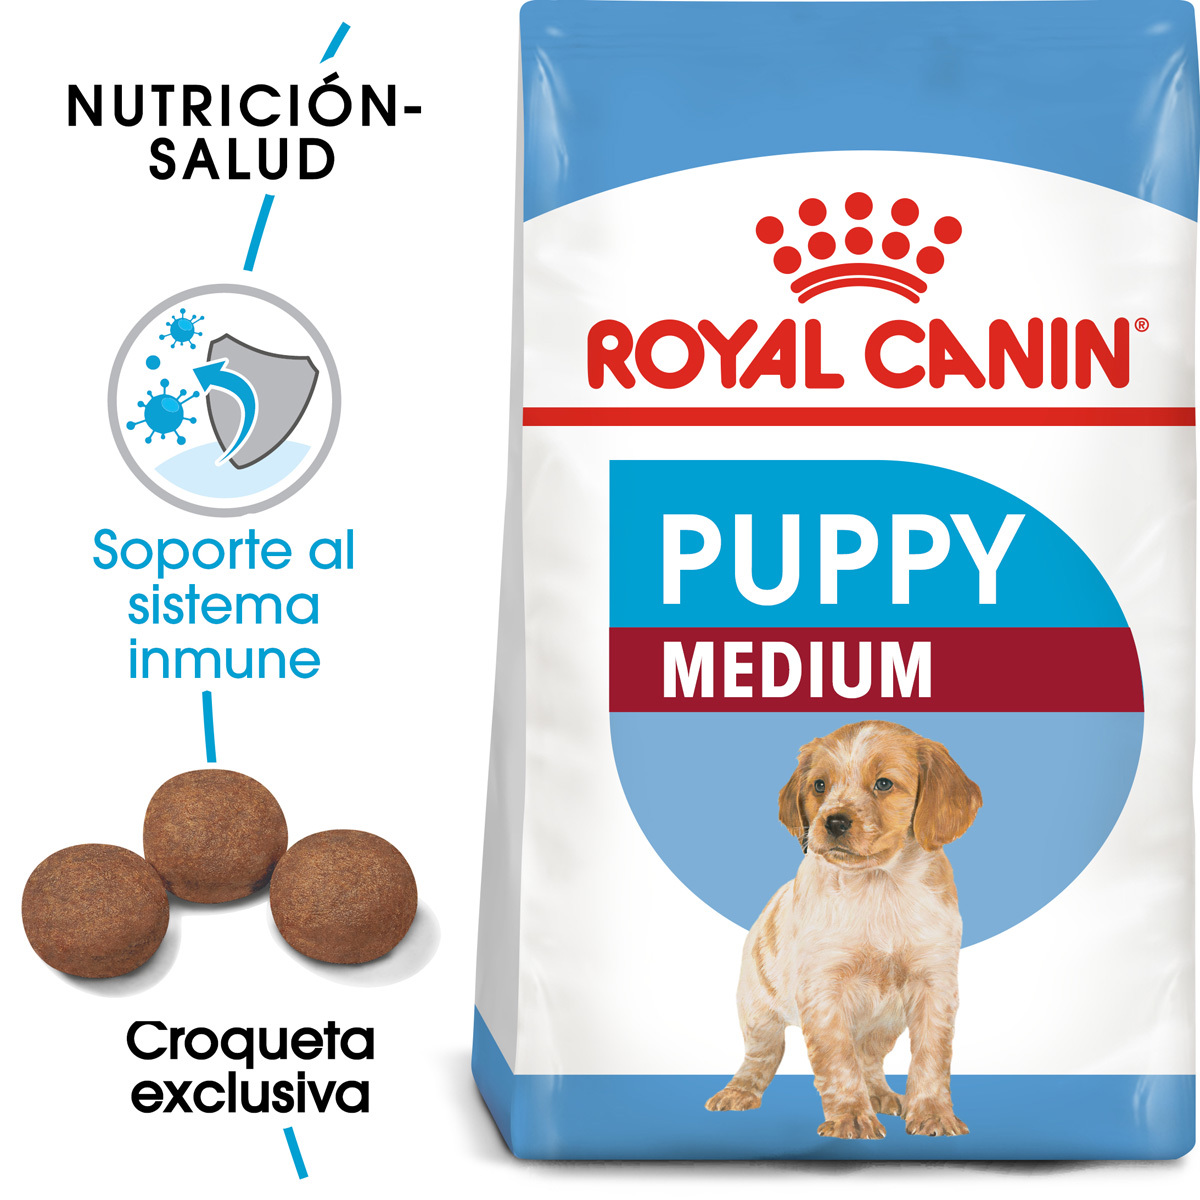 NUTRICIÓN-
SALUD
Soporte al
sistema
inmune
Croqueta
exclusiva
ROYAL CANIN®
PUPPY
MEDIUM